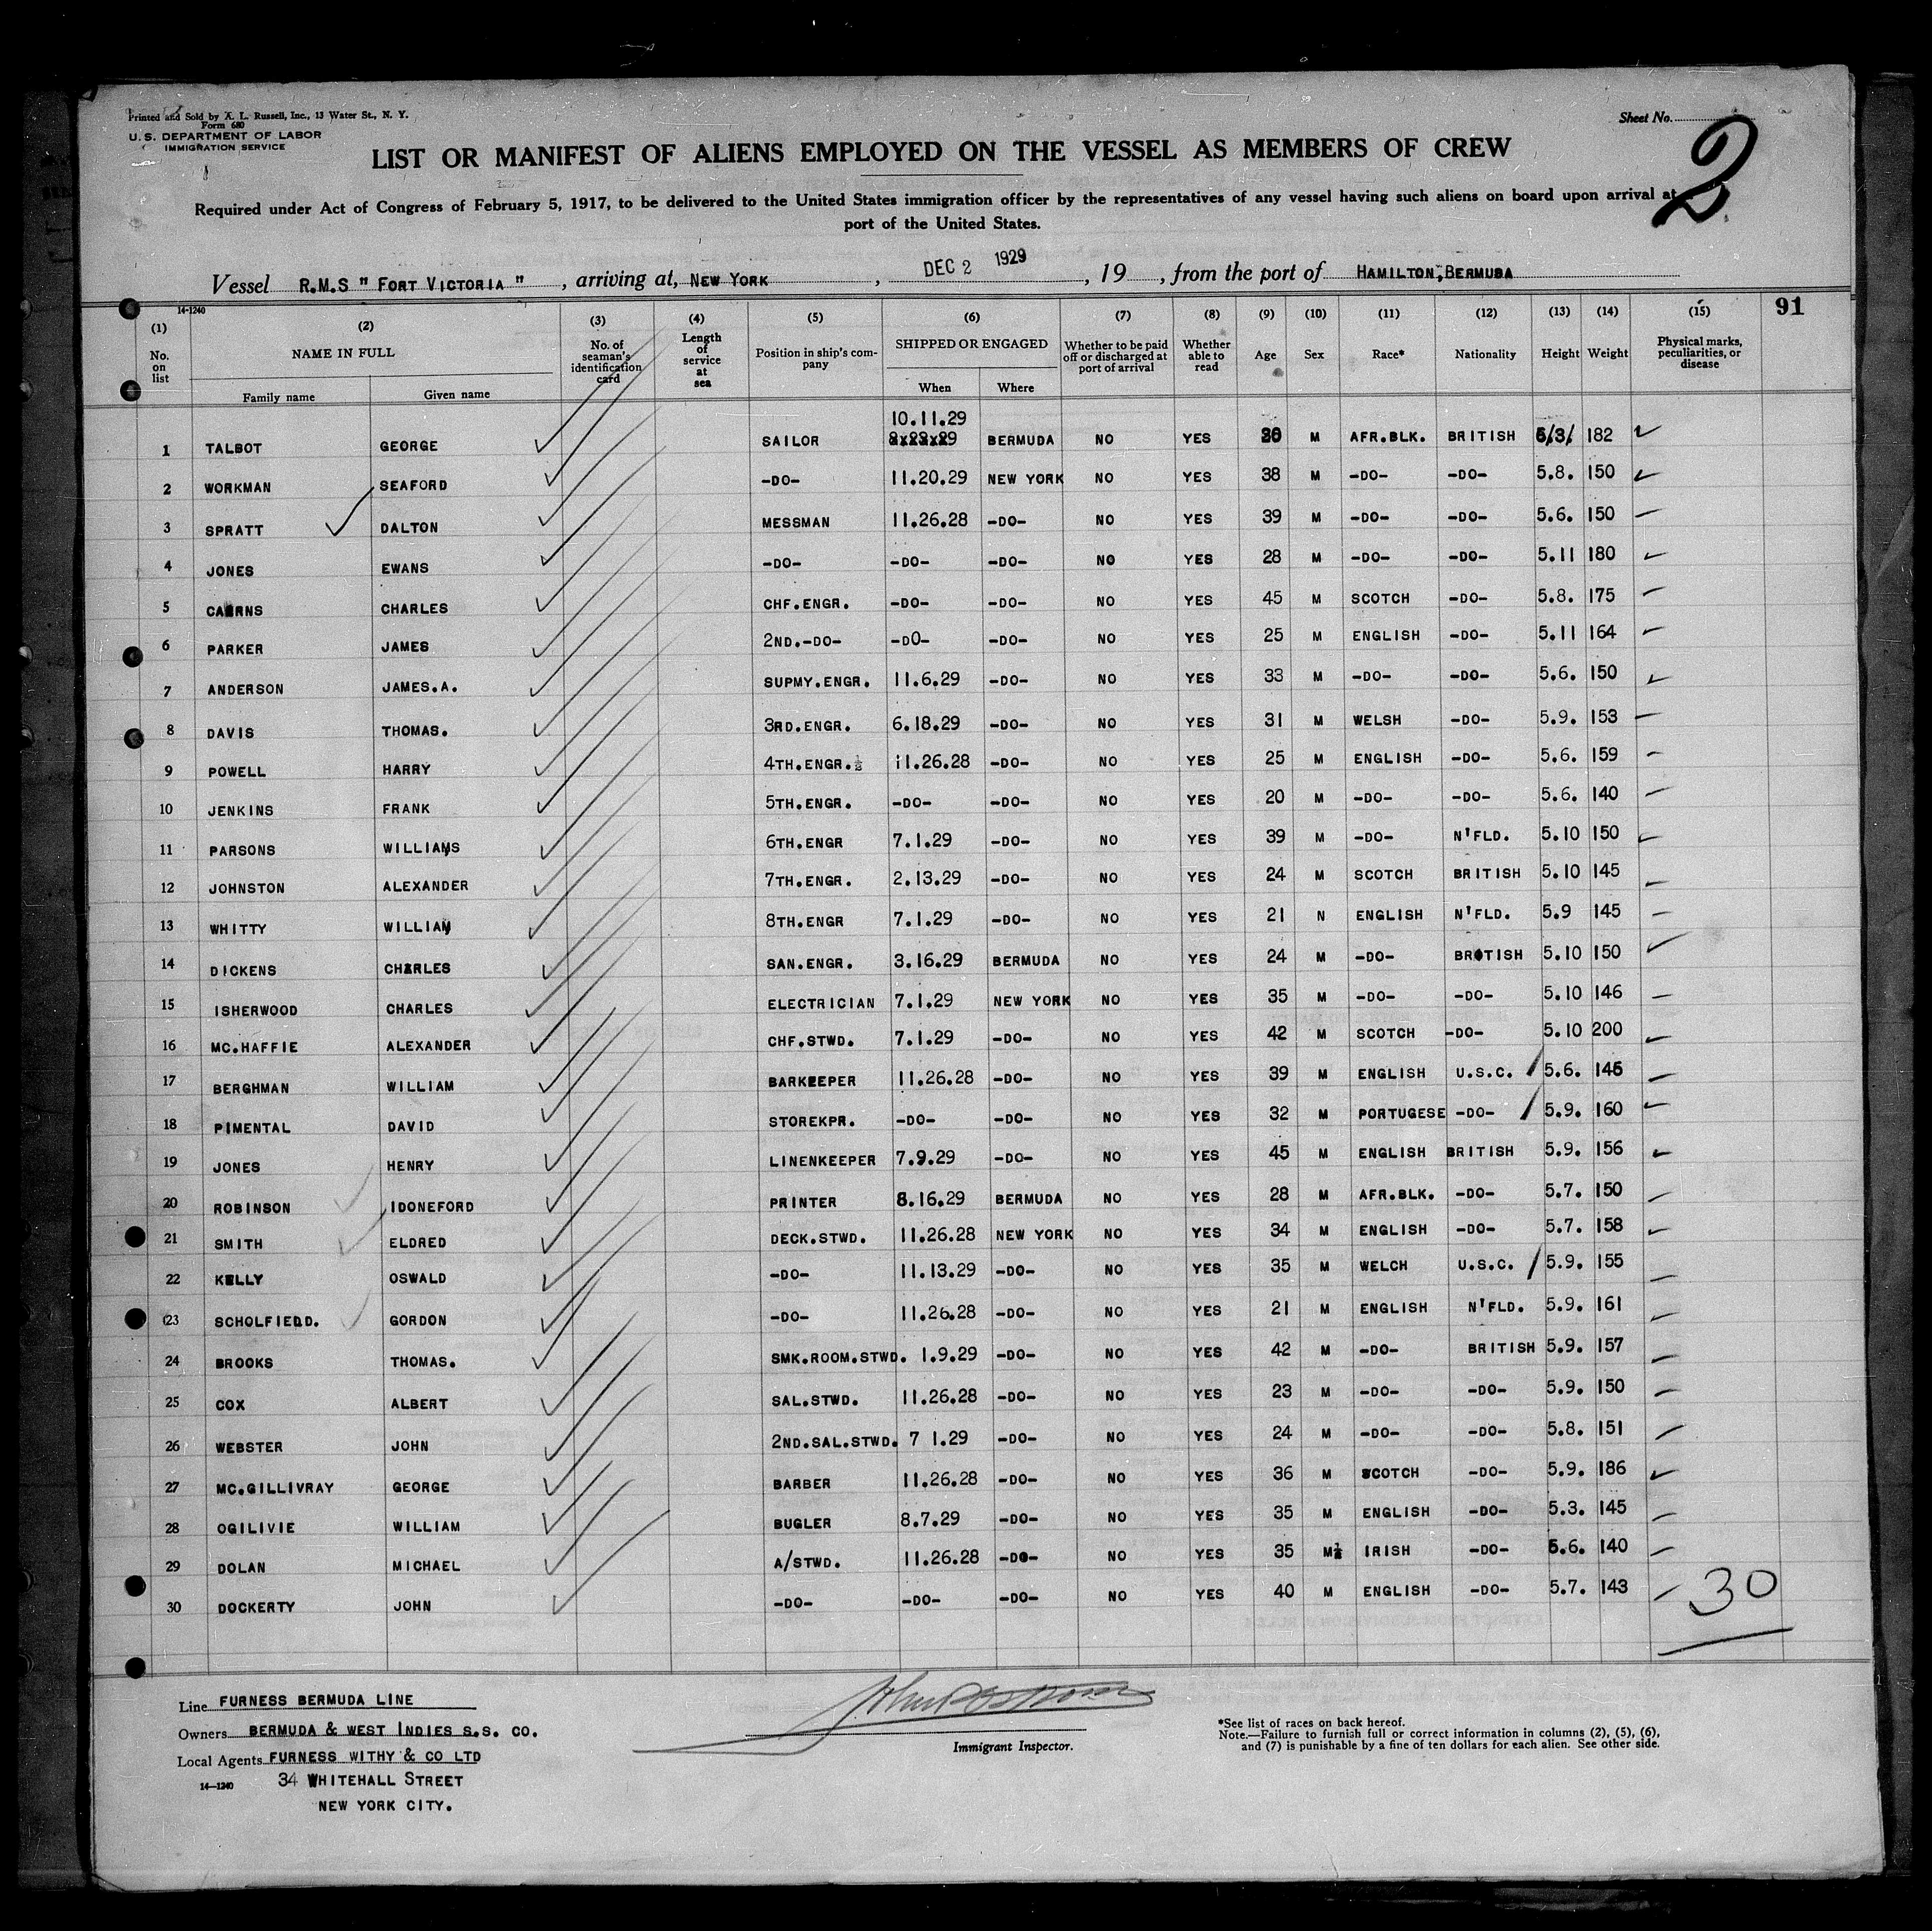 Printed and Sold by A. L. Russell, Inc., 13 Water St., N. Y.
Form 680
U. S. DEPARTMENT OF LABOR
IMMIGRATION SERVICE
Sheet No.
2
LIST OR MANIFEST OF ALIENS EMPLOYED ON THE VESSEL AS MEMBERS OF CREW
Required under Act of Congress of February 5, 1917, to be delivered to the United States immigration officer by the representatives of any vessel having such aliens on board upon arrival at
port of the United States.
Vessel R.M.S " FORT VICTORIA " , arriving at, NEW YORK , DEC 2 1929 , 19 , from the port of HAMILTON, BERMUDA
14-1240
91
(1) No. on list (2) NAME IN FULL Family name Given name (3) No. of seaman's identification card (4) Length of service at sea (5) Position in ship's company (6) SHIPPED OR ENGAGED When Where (7) Whether to be paid off or discharged at port of arrival (8) Whether able to read (9) Age (10) Sex (11) Race* (12) Nationality (13) Height (14) Weight (15) Physical marks, peculiarities, or disease
10.11.29
1 TALBOT GEORGE SAILOR BERMUDA NO YES M AFR.BLK. BRITISH 182
2 WORKMAN SEAFORD -DO- 11.20.29 NEW YORK NO YES 38 M -DO- -DO- 5.8. 150
3 SPRATT DALTON MESSMAN 11.26.28 -DO- NO YES 39 M -DO- -DO- 5.6. 150
4 JONES EWANS -DO- -DO- -DO- NO YES 28 M -DO- -DO- 5.11 180
5 CAERNS CHARLES CHF.ENGR. -DO- -DO- NO YES 45 M SCOTCH -DO- 5.8. 175
6 PARKER JAMES 2ND.-DO- -DO- -DO- NO YES 25 M ENGLISH -DO- 5.11 164
7 ANDERSON JAMES.A. SUPMY.ENGR. 11.6.29 -DO- NO YES 33 M -DO- -DO- 5.6. 150
8 DAVIS THOMAS. 3RD.ENGR. 6.18.29 -DO- NO YES 31 M WELSH -DO- 5.9. 153
9 POWELL HARRY 4TH.ENGR.½ 11.26.28 -DO- NO YES 25 M ENGLISH -DO- 5.6. 159
10 JENKINS FRANK 5TH.ENGR. -DO- -DO- NO YES 20 M -DO- -DO- 5.6. 140
11 PARSONS WILLIAMS 6TH.ENGR 7.1.29 -DO- NO YES 39 M -DO- N'FLD. 5.10 150
12 JOHNSTON ALEXANDER 7TH.ENGR. 2.13.29 -DO- NO YES 24 M SCOTCH BRITISH 5.10 145
13 WHITTY WILLIAM 8TH.ENGR 7.1.29 -DO- NO YES 21 N ENGLISH N'FLD. 5.9 145
14 DICKENS CHARLES SAN.ENGR. 3.16.29 BERMUDA NO YES 24 M -DO- BRITISH 5.10 150
15 ISHERWOOD CHARLES ELECTRICIAN 7.1.29 NEW YORK NO YES 35 M -DO- -DO- 5.10 146
16 MC.HAFFIE ALEXANDER CHF.STWD. 7.1.29 -DO- NO YES 42 M SCOTCH -DO- 5.10 200
17 BERGHMAN WILLIAM BARKEEPER 11.26.28 -DO- NO YES 39 M ENGLISH U.S.C. 5.6. 146
18 PIMENTAL DAVID STOREKPR. -DO- -DO- NO YES 32 M PORTUGESE -DO- 5.9. 160
19 JONES HENRY LINENKEEPER 7.9.29 -DO- NO YES 45 M ENGLISH BRITISH 5.9. 156
20 ROBINSON IDONEFORD PRINTER 8.16.29 BERMUDA NO YES 28 M AFR.BLK. -DO- 5.7. 150
21 SMITH ELDRED DECK.STWD. 11.26.28 NEW YORK NO YES 34 M ENGLISH -DO- 5.7. 158
22 KELLY OSWALD -DO- 11.13.29 -DO- NO YES 35 M WELCH U.S.C. 5.9. 155
23 SCHOLFIELD. GORDON -DO- 11.26.28 -DO- NO YES 21 M ENGLISH N'FLD. 5.9. 161
24 BROOKS THOMAS. SMK.ROOM.STWD. 1.9.29 -DO- NO YES 42 M -DO- BRITISH 5.9. 157
25 COX ALBERT SAL.STWD. 11.26.28 -DO- NO YES 23 M -DO- -DO- 5.9. 150
26 WEBSTER JOHN 2ND.SAL.STWD. 7 1.29 -DO- NO YES 24 M -DO- -DO- 5.8. 151
27 MC.GILLIVRAY GEORGE BARBER 11.26.28 -DO- NO YES 36 M SCOTCH -DO- 5.9. 186
28 OGILIVIE WILLIAM BUGLER 8.7.29 -DO- NO YES 35 M ENGLISH -DO- 5.3. 145
29 DOLAN MICHAEL A/STWD. 11.26.28 -DO- NO YES 35 M½ IRISH -DO- 5.6. 140
30 DOCKERTY JOHN -DO- -DO- -DO- NO YES 40 M ENGLISH -DO- 5.7. 143
30
Line FURNESS BERMUDA LINE
Owners BERMUDA & WEST INDIES S.S. CO.
Local Agents FURNESS WITHY & CO LTD
14-1240 34 WHITEHALL STREET
NEW YORK CITY.
Immigrant Inspector.
*See list of races on back hereof.
Note.—Failure to furnish full or correct information in columns (2), (5), (6),
and (7) is punishable by a fine of ten dollars for each alien. See other side.